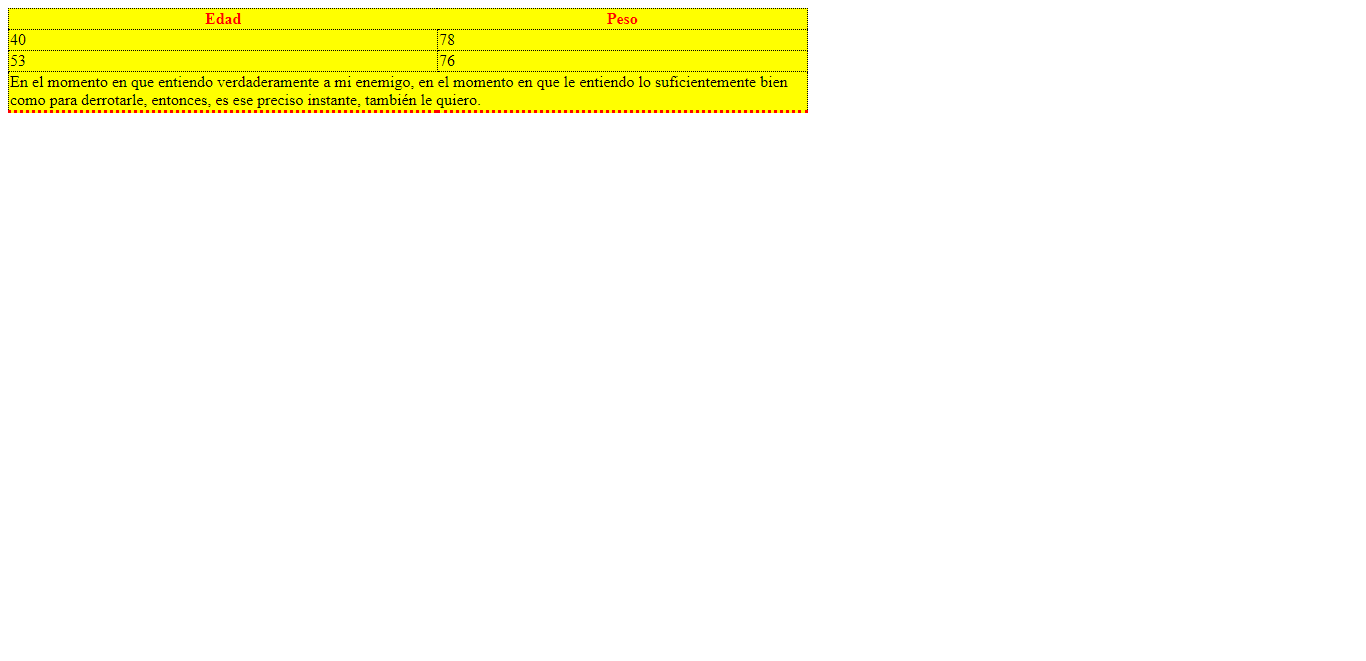 Edad Peso
40 78
53 76
En el momento en que entiendo verdaderamente a mi enemigo, en el momento en que le entiendo lo suficientemente bien
como para derrotarle, entonces, es ese preciso instante, también le quiero.